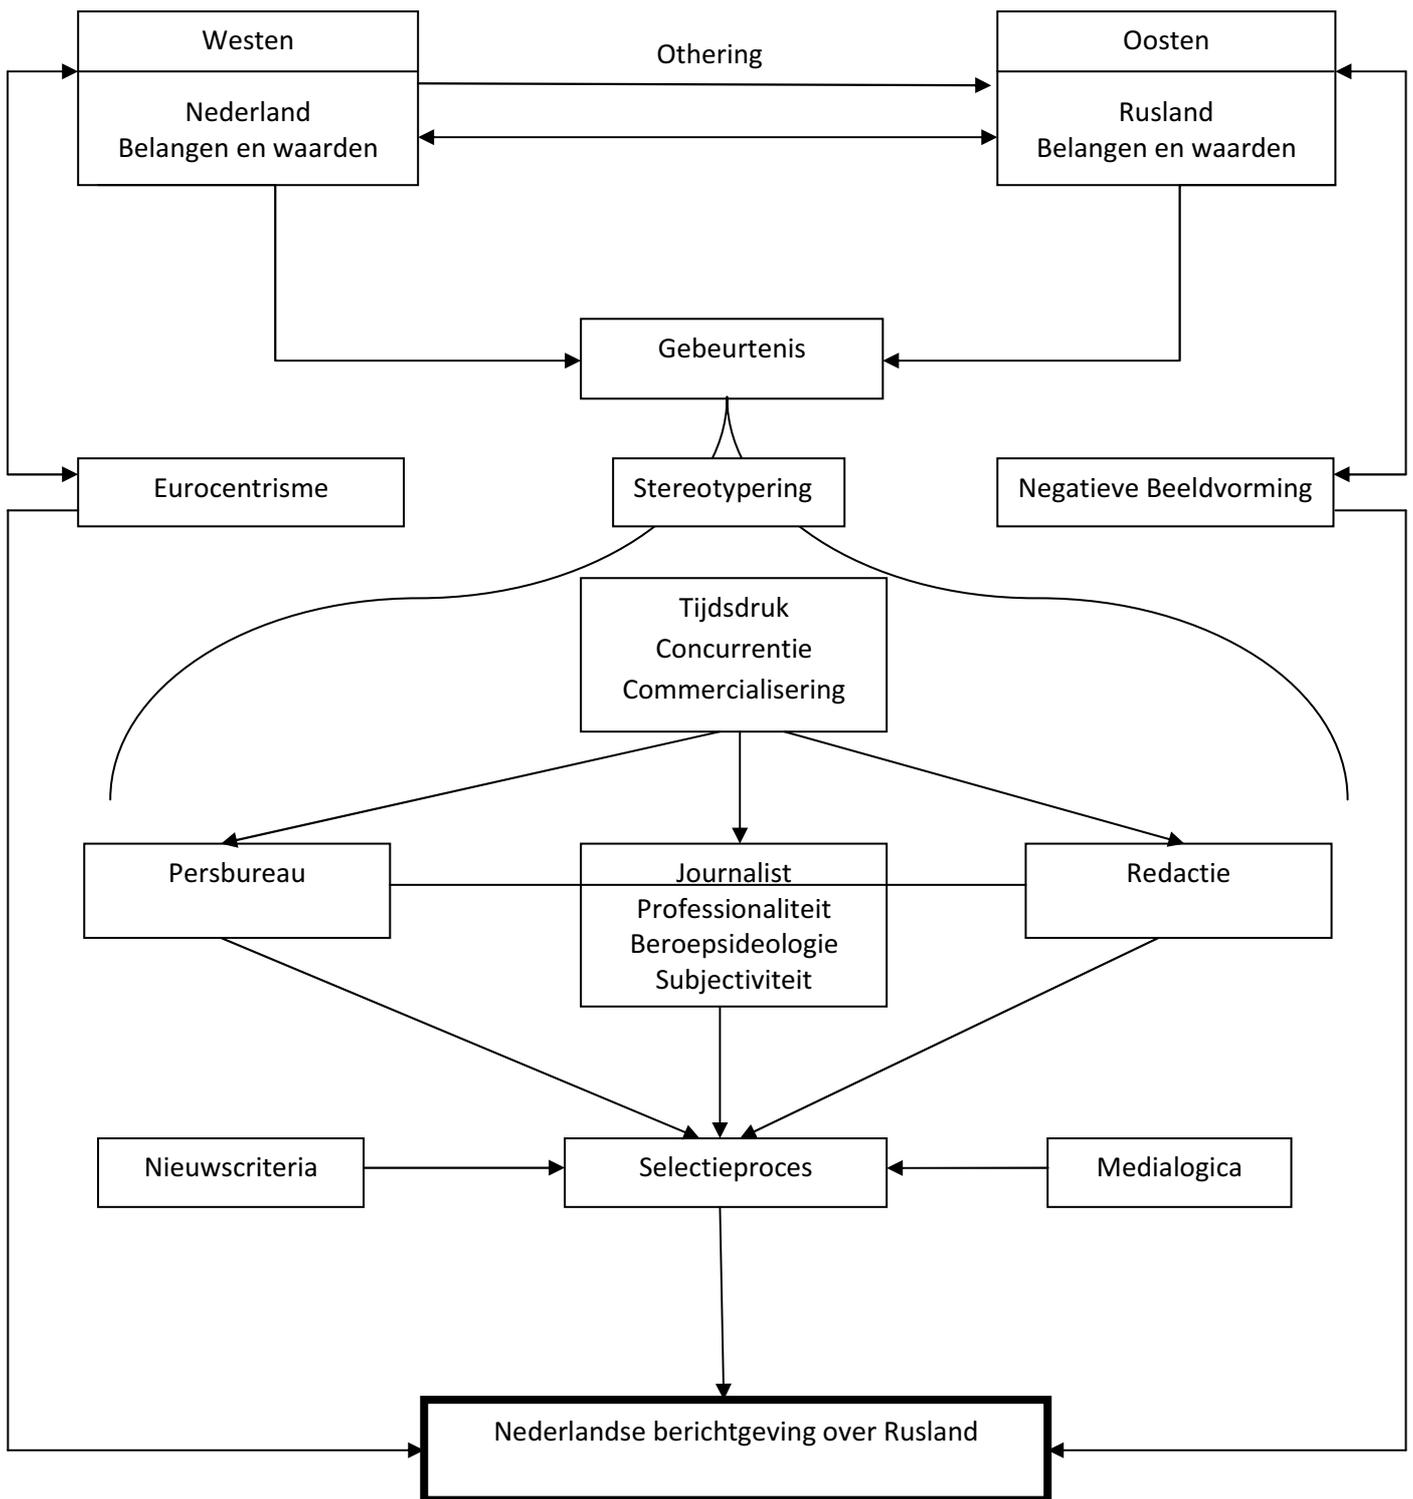 Westen
Othering
Oosten
Nederland
Belangen en waarden
Rusland
Belangen en waarden
Gebeurtenis
Eurocentrisme
Stereotypering
Negatieve Beeldvorming
Tijdsdruk
Concurrentie
Commercialisering
Persbureau
Journalist
Professionaliteit
Beroepsideologie
Subjectiviteit
Redactie
Nieuwscriteria
Selectieproces
Medialogica
Nederlandse berichtgeving over Rusland